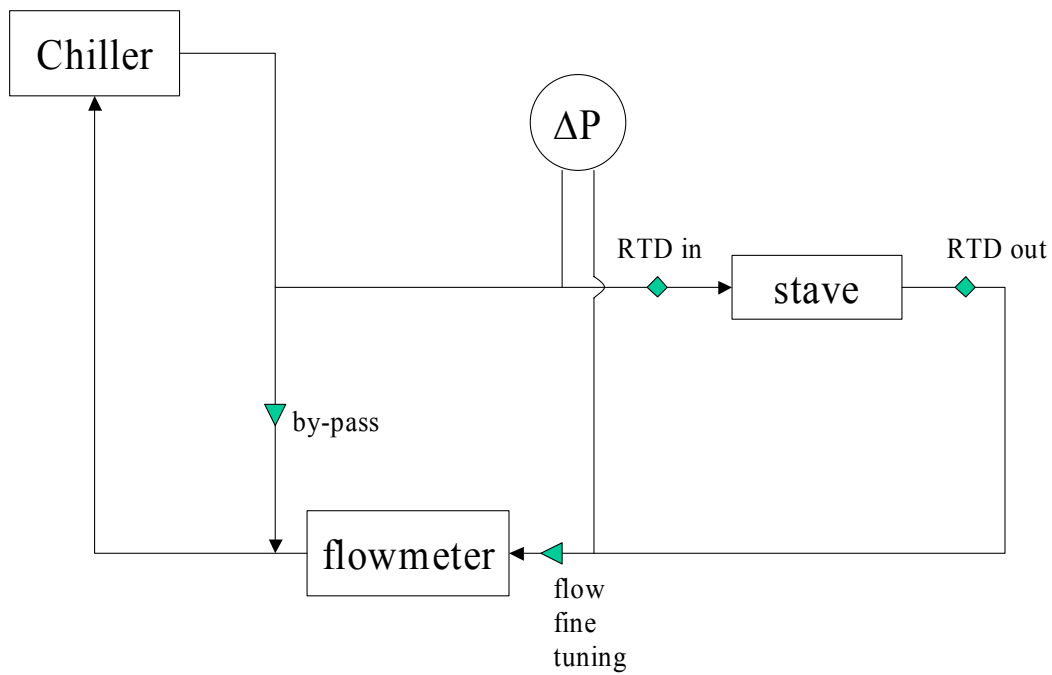 Chiller
ΔP
RTD in
RTD out
stave
by-pass
flowmeter
flow
fine
tuning